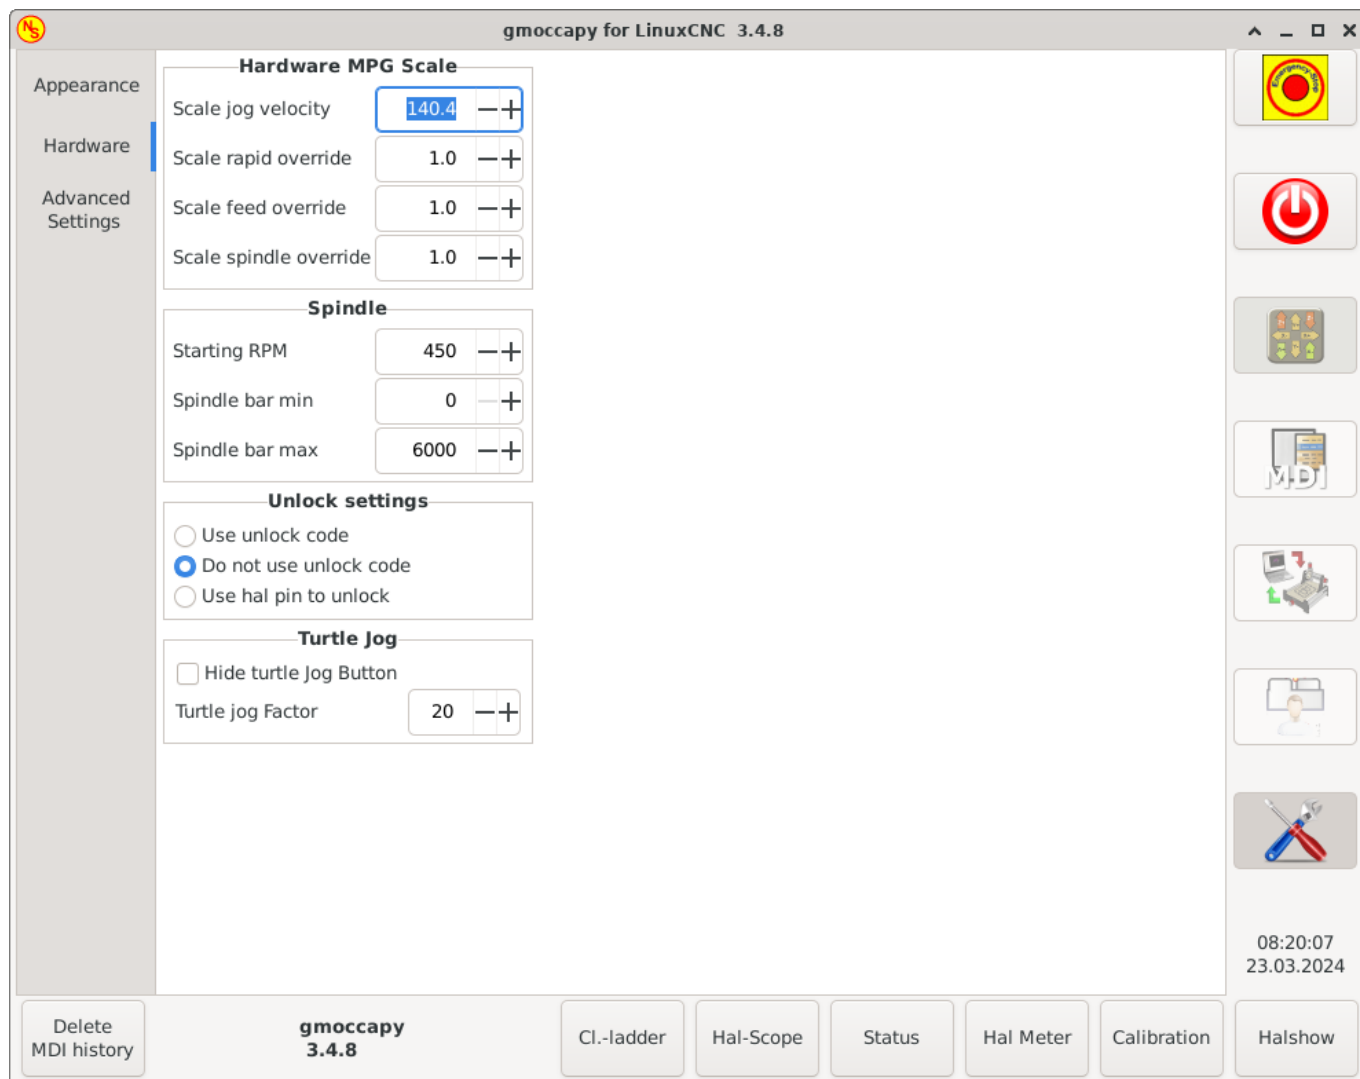 NS
gmoccapy for LinuxCNC 3.4.8
Appearance
Hardware
Advanced
Settings
Hardware MPG Scale
Scale jog velocity 140.4
Scale rapid override 1.0
Scale feed override 1.0
Scale spindle override 1.0
Spindle
Starting RPM 450
Spindle bar min 0
Spindle bar max 6000
Unlock settings
Use unlock code
Do not use unlock code
Use hal pin to unlock
Turtle Jog
Hide turtle Jog Button
Turtle jog Factor 20
Emergency-Stop
MDI
08:20:07
23.03.2024
Delete
MDI history
gmoccapy
3.4.8
Cl.-ladder
Hal-Scope
Status
Hal Meter
Calibration
Halshow